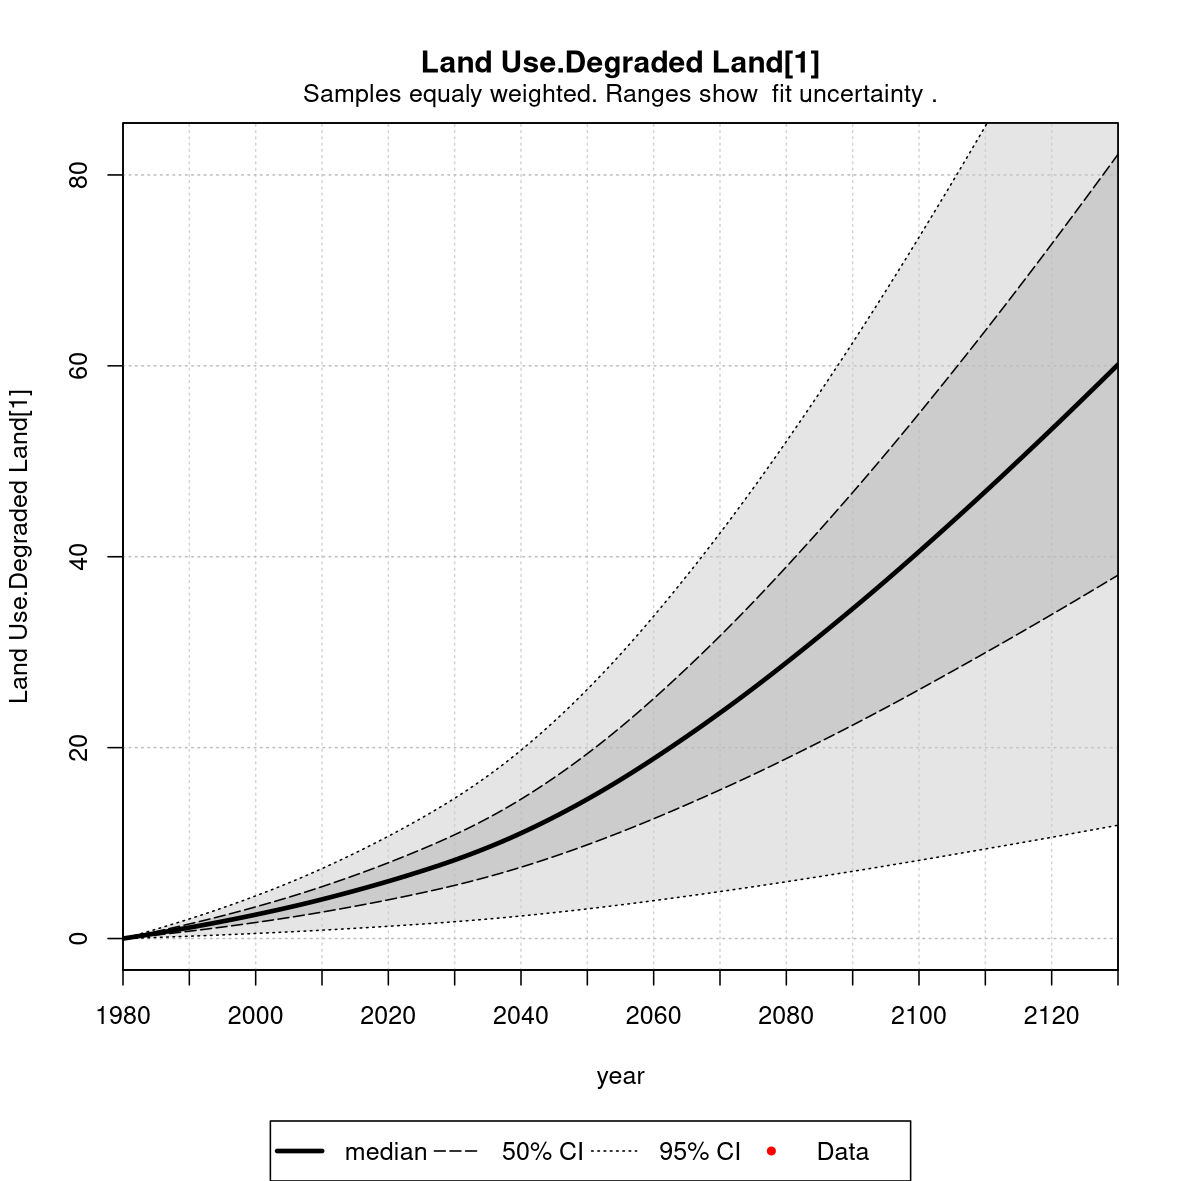 Land Use.Degraded Land[1]
Samples equaly weighted. Ranges show  fit uncertainty .
Land Use.Degraded Land[1]
80
60
40
20
0
1980 2000 2020 2040 2060 2080 2100 2120
year
median 50% CI 95% CI Data